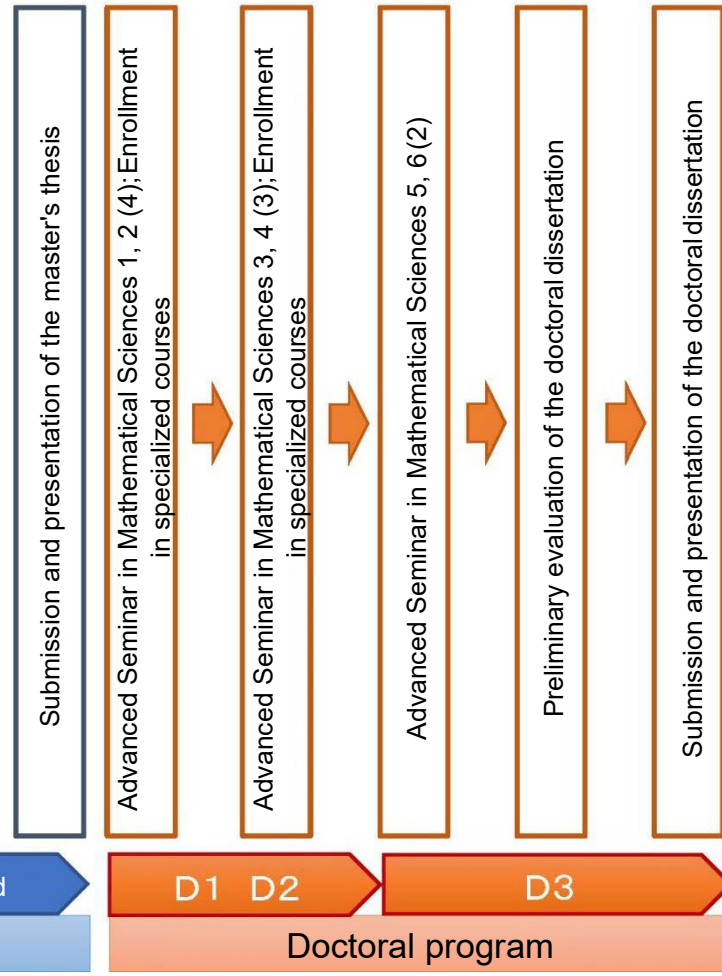 Submission and presentation of the master's thesis
Advanced Seminar in Mathematical Sciences 1, 2 (4); Enrollment
in specialized courses
Advanced Seminar in Mathematical Sciences 3, 4 (3); Enrollment
in specialized courses
Advanced Seminar in Mathematical Sciences 5, 6 (2)
Preliminary evaluation of the doctoral dissertation
Submission and presentation of the doctoral dissertation
D1 D2
D3
Doctoral program